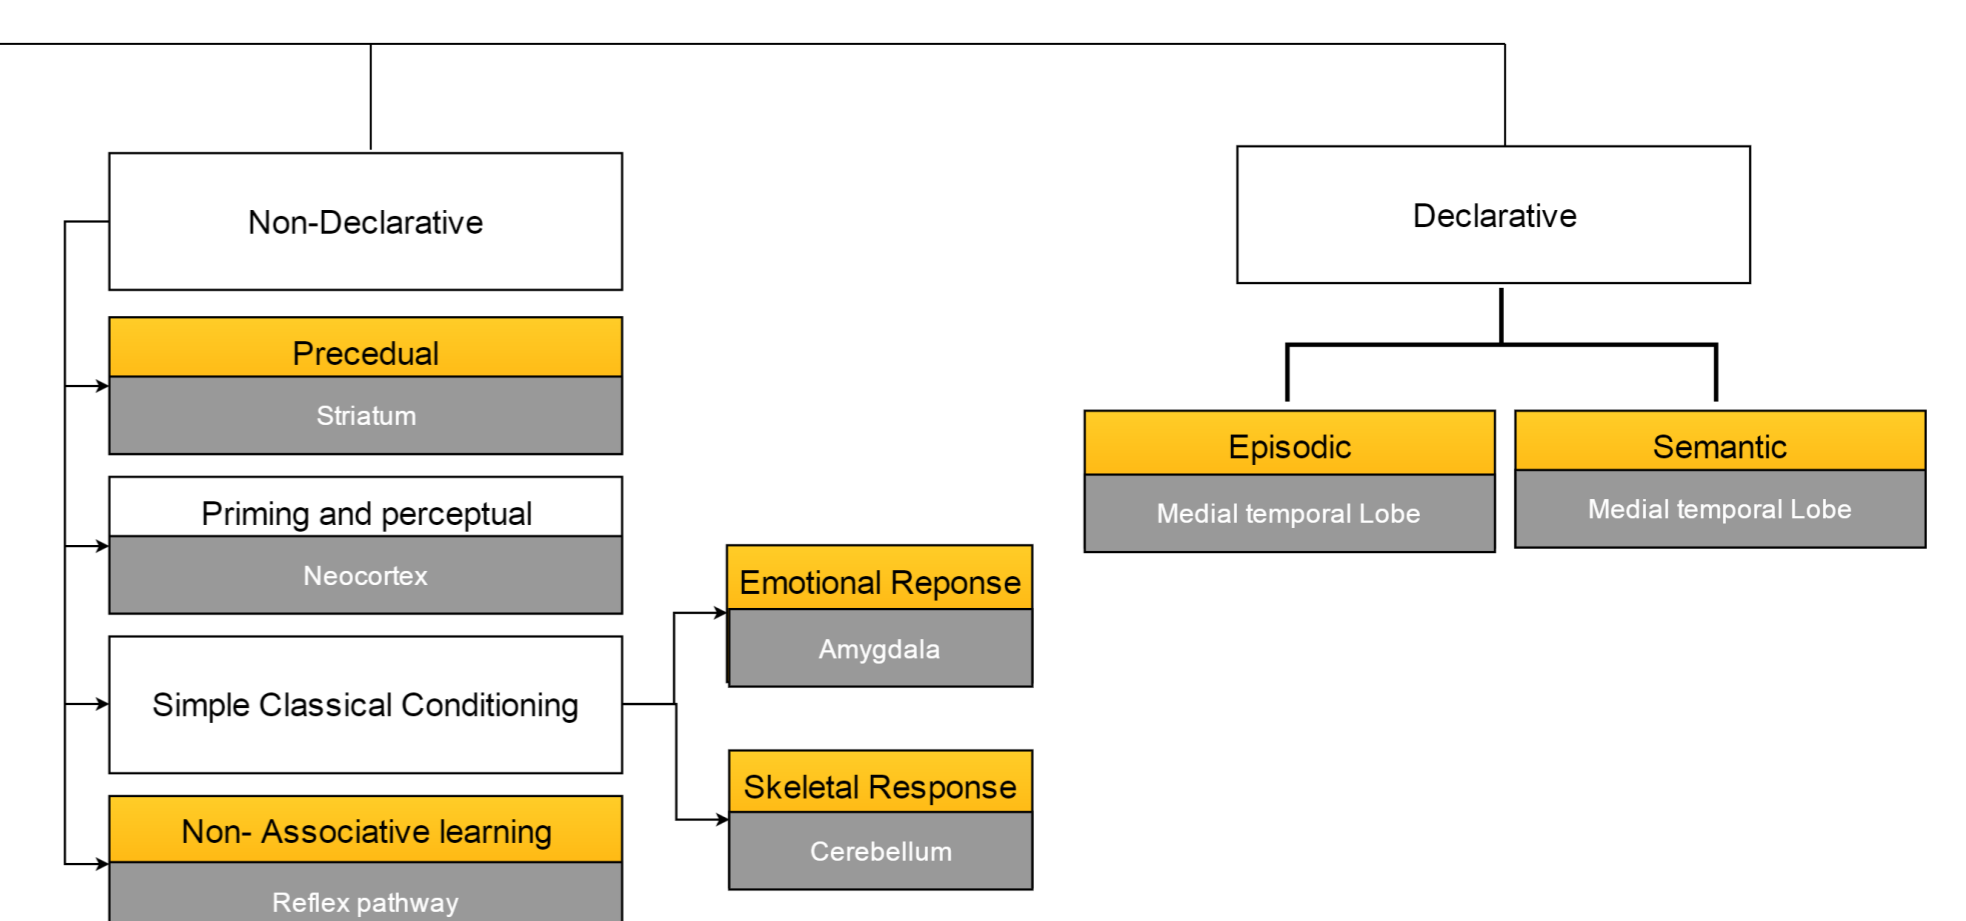 Non-Declarative
Declarative
Precedual
Striatum
Priming and perceptual
Neocortex
Simple Classical Conditioning
Non- Associative learning
Reflex pathway
Emotional Reponse
Amygdala
Skeletal Response
Cerebellum
Episodic
Medial temporal Lobe
Semantic
Medial temporal Lobe